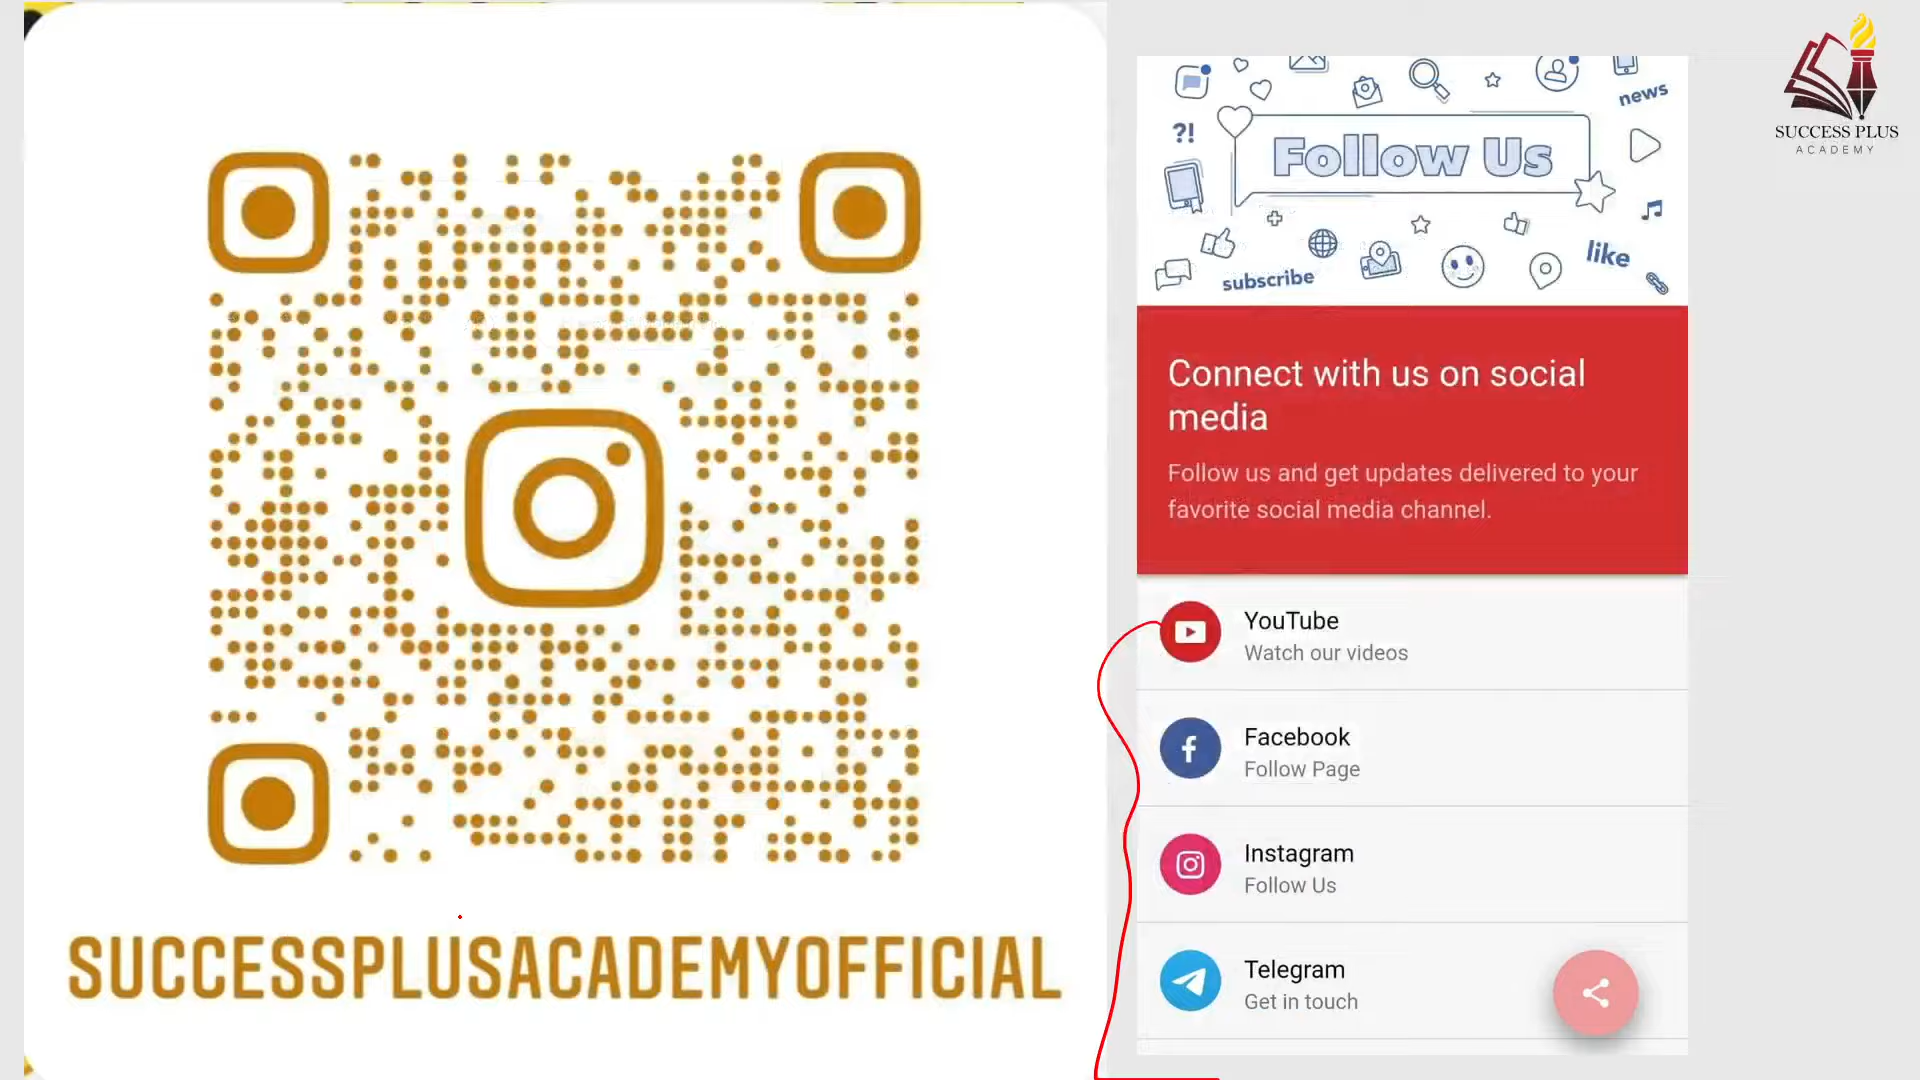 SUCCESSPLUSACADEMYOFFICIAL
news
?!
Follow Us
like
subscribe
Connect with us on social
media
Follow us and get updates delivered to your
favorite social media channel.
YouTube
Watch our videos
Facebook
Follow Page
Instagram
Follow Us
Telegram
Get in touch
SUCCESS PLUS
ACADEMY